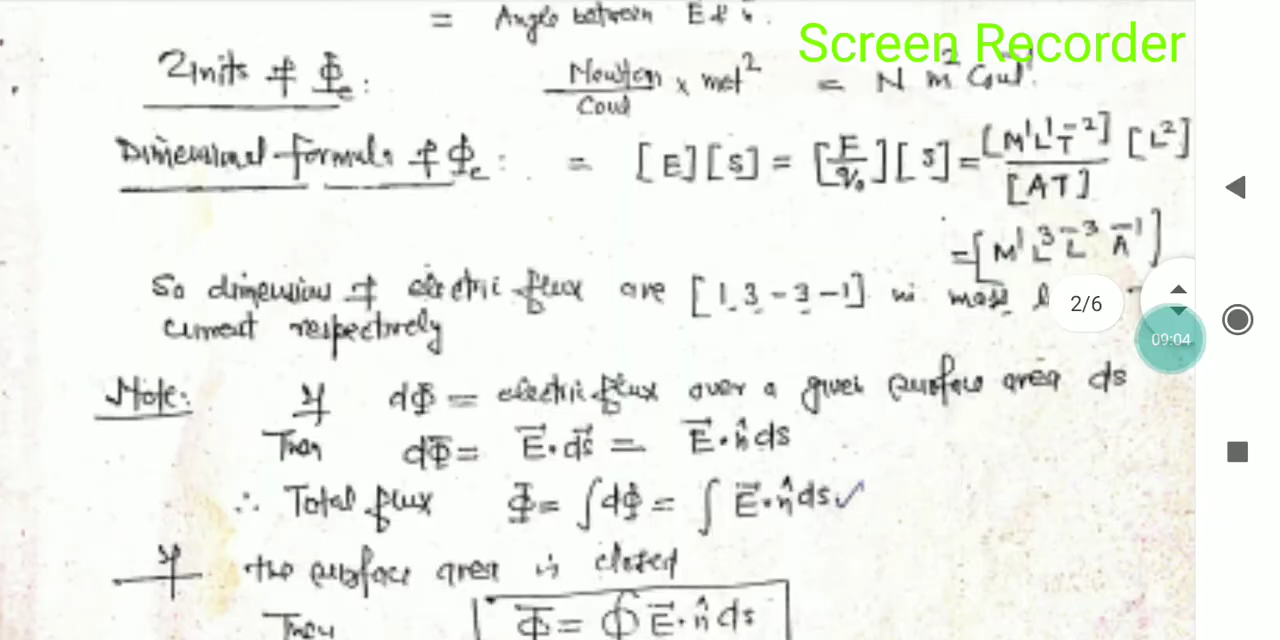 = Angle between E &
Screen Recorder
Units of Φe : Newton/Coul × met² = N m² Coul⁻¹
Dimensional formula of Φe : = [E][S] = [F/q₀][S] = [M¹L¹T⁻²]/[AT] [L²]
= [M¹ L³ T⁻³ A⁻¹]
So dimension of electric flux are [1, 3 - 3 - 1] in mass
2/6
current respectively
09:04
Note: If dΦ = electric flux over a given surface area ds
Then dΦ = E⃗ · ds⃗ = E⃗ · n̂ ds
∴ Total flux Φ = ∫ dΦ = ∫ E⃗ · n̂ ds ✓
If the surface area is closed
Then Φ = ∮ E⃗ · n̂ ds